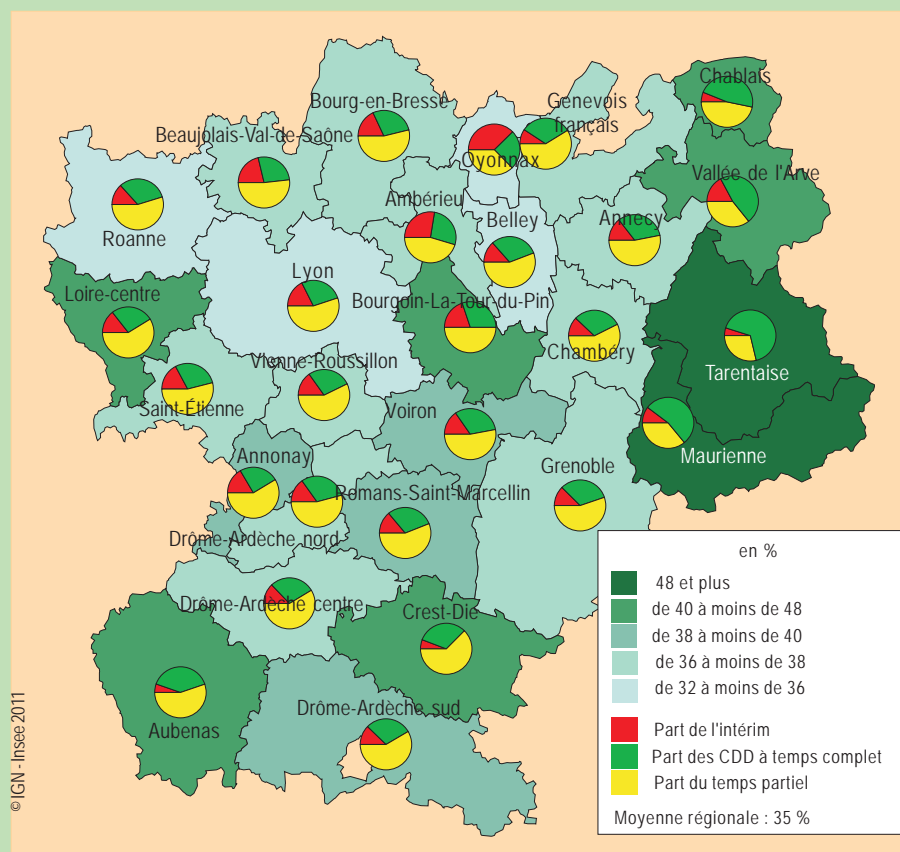 Chablais
Bourg-en-Bresse
Genevois
français
Beaujolais-Val-de-Saône
Oyonnax
Vallée de l'Arve
Ambérieu
Belley
Annecy
Roanne
Lyon
Loire-centre
Bourgoin-La-Tour-du-Pin
Chambéry
Vienne-Roussillon
Tarentaise
Saint-Étienne
Voiron
Maurienne
Annonay
Grenoble
Romans-Saint-Marcellin
Drôme-Ardèche nord
Drôme-Ardèche centre
Crest-Die
Drôme-Ardèche sud
Aubenas
en %
48 et plus
de 40 à moins de 48
de 38 à moins de 40
de 36 à moins de 38
de 32 à moins de 36
Part de l'intérim
Part des CDD à temps complet
Part du temps partiel
Moyenne régionale : 35 %
© IGN - Insee 2011